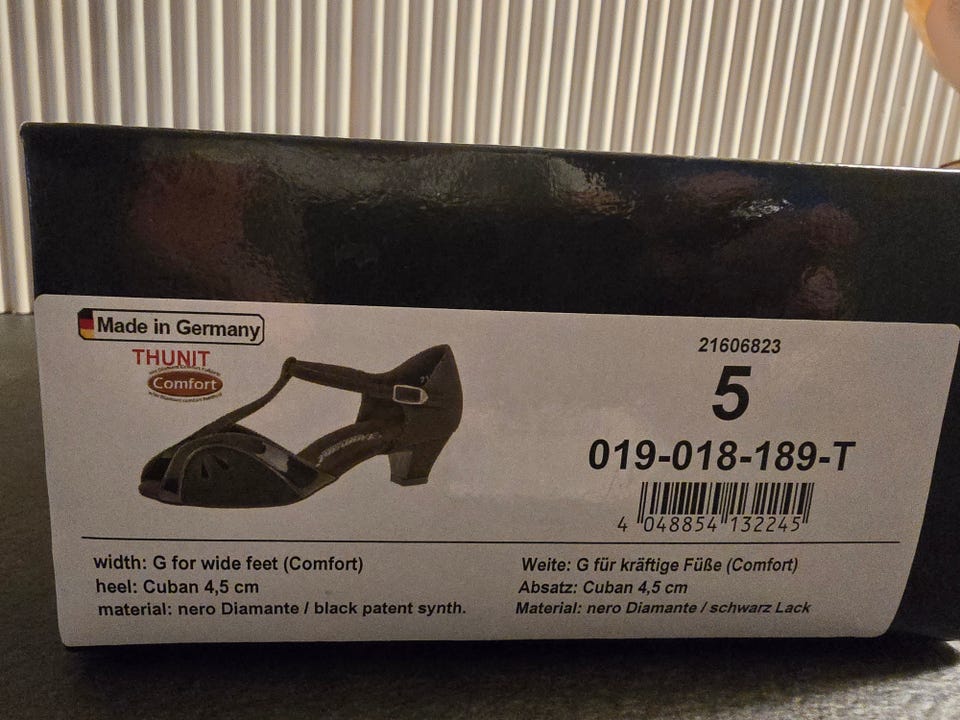 Made in Germany
THUNIT
Comfort
21606823
5
019-018-189-T
4 048854 132245
width: G for wide feet (Comfort)
heel: Cuban 4,5 cm
material: nero Diamante / black patent synth.
Weite: G für kräftige Füße (Comfort)
Absatz: Cuban 4,5 cm
Material: nero Diamante / schwarz Lack